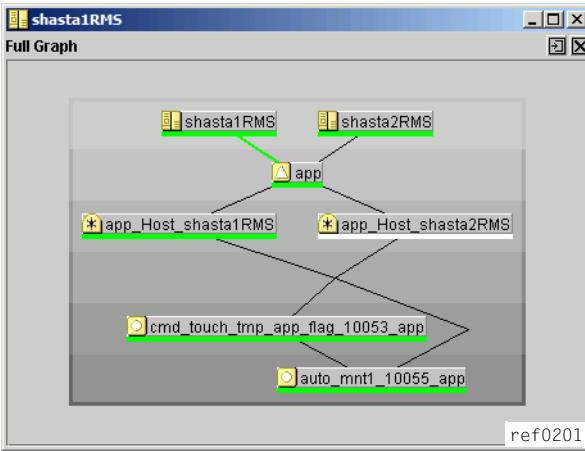 shasta1RMS
Full Graph
shasta1RMS
shasta2RMS
app
app_Host_shasta1RMS
app_Host_shasta2RMS
cmd_touch_tmp_app_flag_10053_app
auto_mnt1_10055_app
ref0201